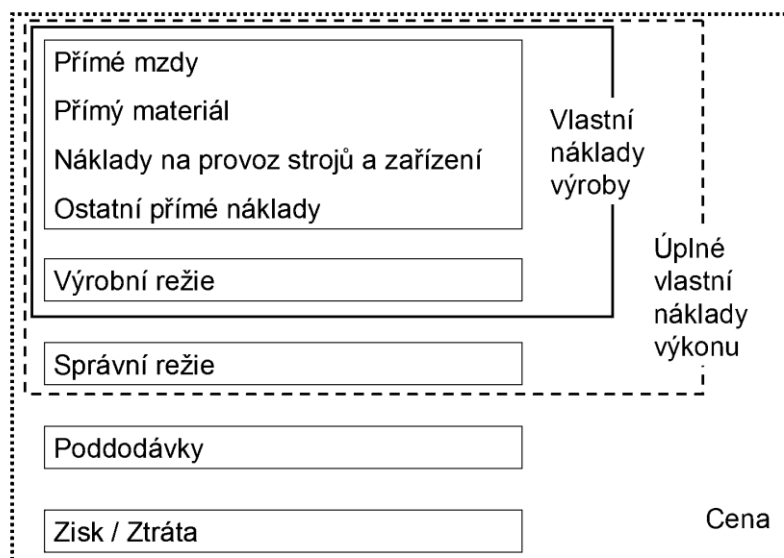 Přímé mzdy
Přímý materiál
Náklady na provoz strojů a zařízení
Ostatní přímé náklady
Vlastní
náklady
výroby
Výrobní režie
Úplné
vlastní
náklady
výkonu
Správní režie
Poddodávky
Zisk / Ztráta
Cena